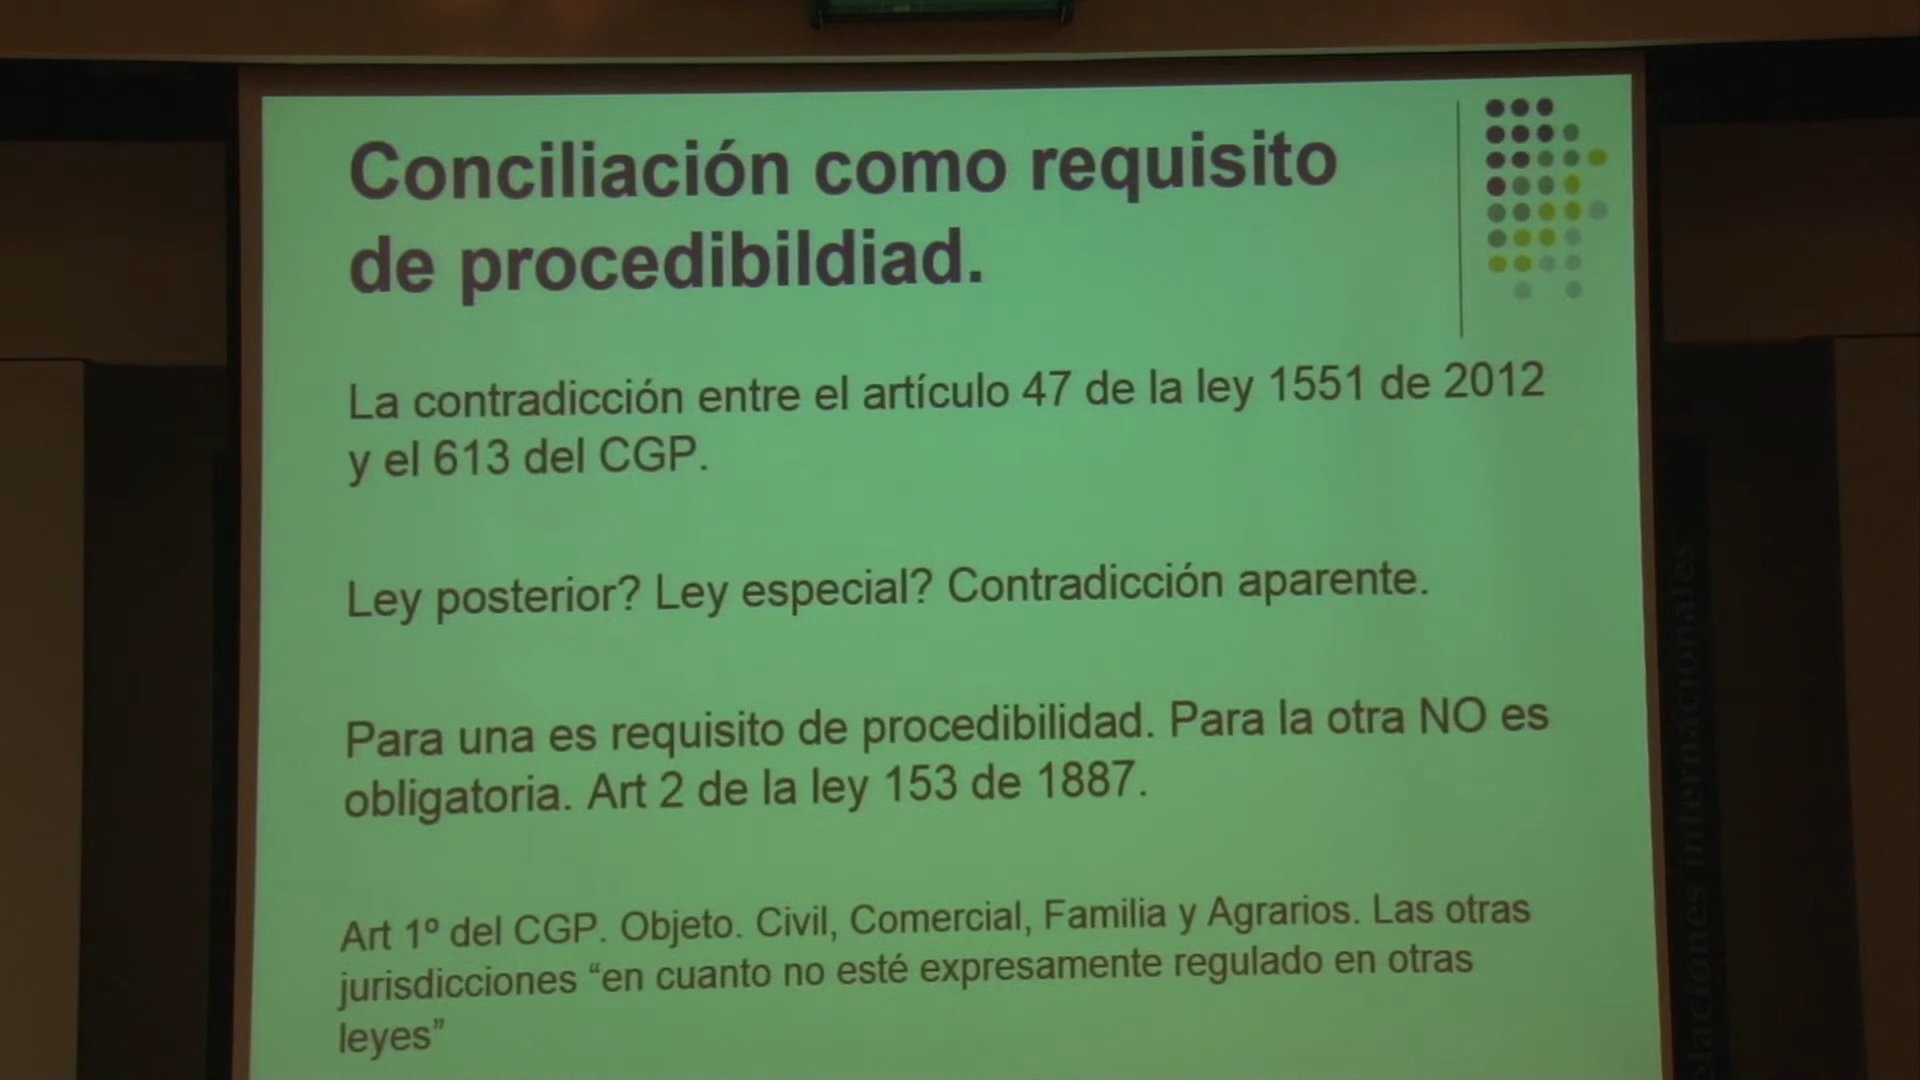 Conciliación como requisito
de procedibildiad.
La contradicción entre el artículo 47 de la ley 1551 de 2012
y el 613 del CGP.
Ley posterior? Ley especial? Contradicción aparente.
Para una es requisito de procedibilidad. Para la otra NO es
obligatoria. Art 2 de la ley 153 de 1887.
Art 1º del CGP. Objeto. Civil, Comercial, Familia y Agrarios. Las otras
jurisdicciones “en cuanto no esté expresamente regulado en otras
leyes”
elaciones internacionales